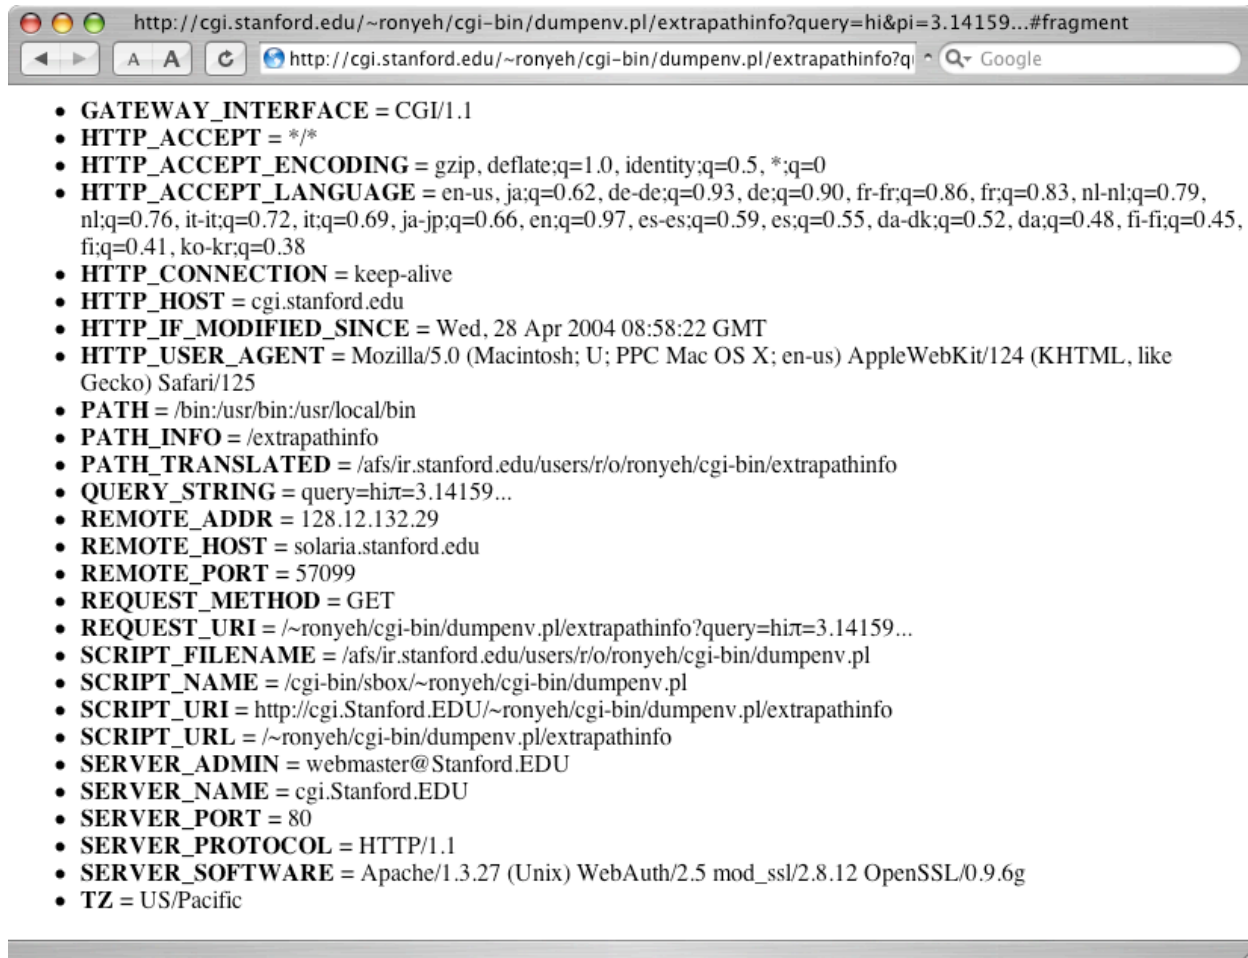 http://cgi.stanford.edu/~ronyeh/cgi-bin/dumpenv.pl/extrapathinfo?query=hi&pi=3.14159...#fragment
A A http://cgi.stanford.edu/~ronyeh/cgi-bin/dumpenv.pl/extrapathinfo?q Google
• GATEWAY_INTERFACE = CGI/1.1
• HTTP_ACCEPT = */*
• HTTP_ACCEPT_ENCODING = gzip, deflate;q=1.0, identity;q=0.5, *;q=0
• HTTP_ACCEPT_LANGUAGE = en-us, ja;q=0.62, de-de;q=0.93, de;q=0.90, fr-fr;q=0.86, fr;q=0.83, nl-nl;q=0.79,
nl;q=0.76, it-it;q=0.72, it;q=0.69, ja-jp;q=0.66, en;q=0.97, es-es;q=0.59, es;q=0.55, da-dk;q=0.52, da;q=0.48, fi-fi;q=0.45,
fi;q=0.41, ko-kr;q=0.38
• HTTP_CONNECTION = keep-alive
• HTTP_HOST = cgi.stanford.edu
• HTTP_IF_MODIFIED_SINCE = Wed, 28 Apr 2004 08:58:22 GMT
• HTTP_USER_AGENT = Mozilla/5.0 (Macintosh; U; PPC Mac OS X; en-us) AppleWebKit/124 (KHTML, like
Gecko) Safari/125
• PATH = /bin:/usr/bin:/usr/local/bin
• PATH_INFO = /extrapathinfo
• PATH_TRANSLATED = /afs/ir.stanford.edu/users/r/o/ronyeh/cgi-bin/extrapathinfo
• QUERY_STRING = query=hiπ=3.14159...
• REMOTE_ADDR = 128.12.132.29
• REMOTE_HOST = solaria.stanford.edu
• REMOTE_PORT = 57099
• REQUEST_METHOD = GET
• REQUEST_URI = /~ronyeh/cgi-bin/dumpenv.pl/extrapathinfo?query=hiπ=3.14159...
• SCRIPT_FILENAME = /afs/ir.stanford.edu/users/r/o/ronyeh/cgi-bin/dumpenv.pl
• SCRIPT_NAME = /cgi-bin/sbox/~ronyeh/cgi-bin/dumpenv.pl
• SCRIPT_URI = http://cgi.Stanford.EDU/~ronyeh/cgi-bin/dumpenv.pl/extrapathinfo
• SCRIPT_URL = /~ronyeh/cgi-bin/dumpenv.pl/extrapathinfo
• SERVER_ADMIN = webmaster@Stanford.EDU
• SERVER_NAME = cgi.Stanford.EDU
• SERVER_PORT = 80
• SERVER_PROTOCOL = HTTP/1.1
• SERVER_SOFTWARE = Apache/1.3.27 (Unix) WebAuth/2.5 mod_ssl/2.8.12 OpenSSL/0.9.6g
• TZ = US/Pacific